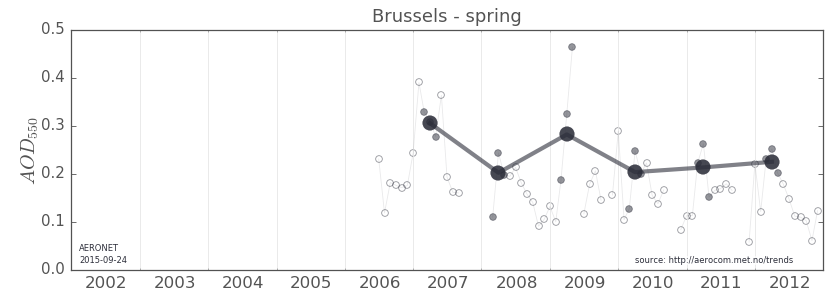 Brussels - spring
0.5
0.4
0.3
0.2
0.1
0.0
AOD550
AERONET
2015-09-24
source: http://aerocom.met.no/trends
2002 2003 2004 2005 2006 2007 2008 2009 2010 2011 2012